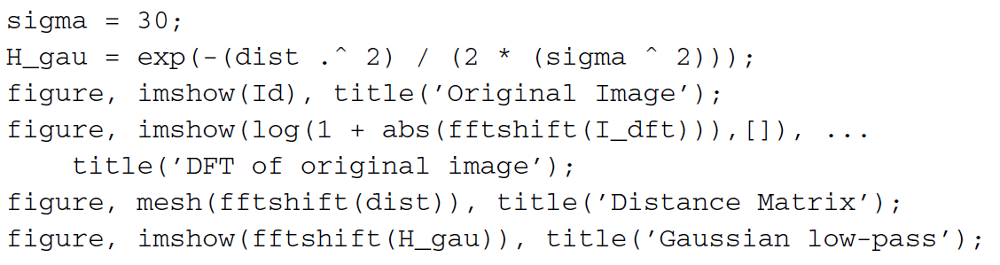 sigma = 30;
H_gau = exp(-(dist .^ 2) / (2 * (sigma ^ 2)));
figure, imshow(Id), title(’Original Image’);
figure, imshow(log(1 + abs(fftshift(I_dft))),[]), ...
    title(’DFT of original image’);
figure, mesh(fftshift(dist)), title(’Distance Matrix’);
figure, imshow(fftshift(H_gau)), title(’Gaussian low-pass’);